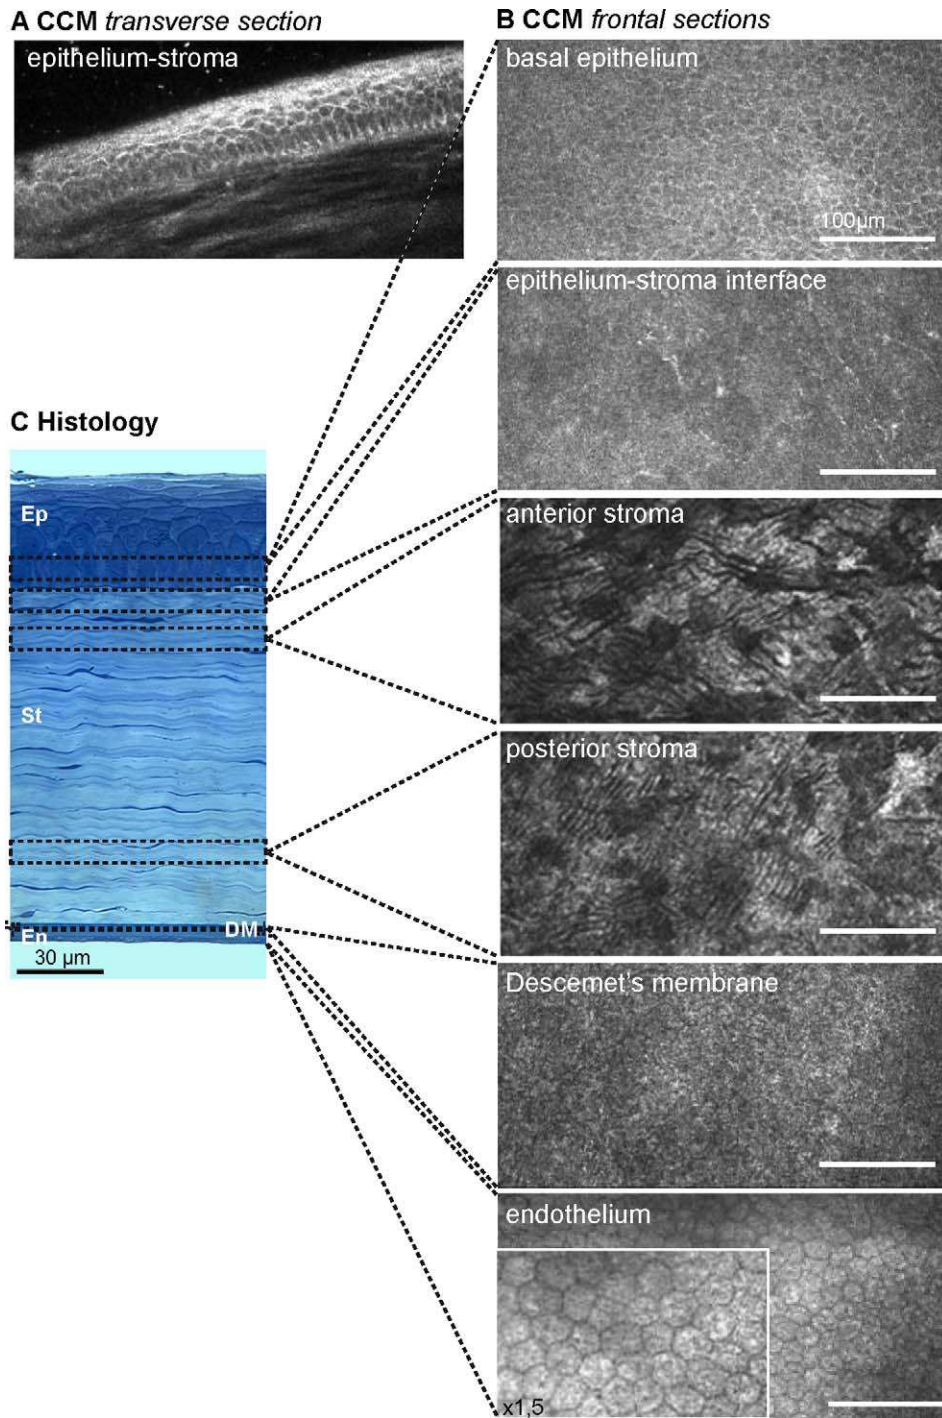 A CCM transverse section
epithelium-stroma
B CCM frontal sections
basal epithelium
100µm
epithelium-stroma interface
anterior stroma
posterior stroma
Descemet's membrane
endothelium
x1,5
C Histology
Ep
St
En
DM
30 µm